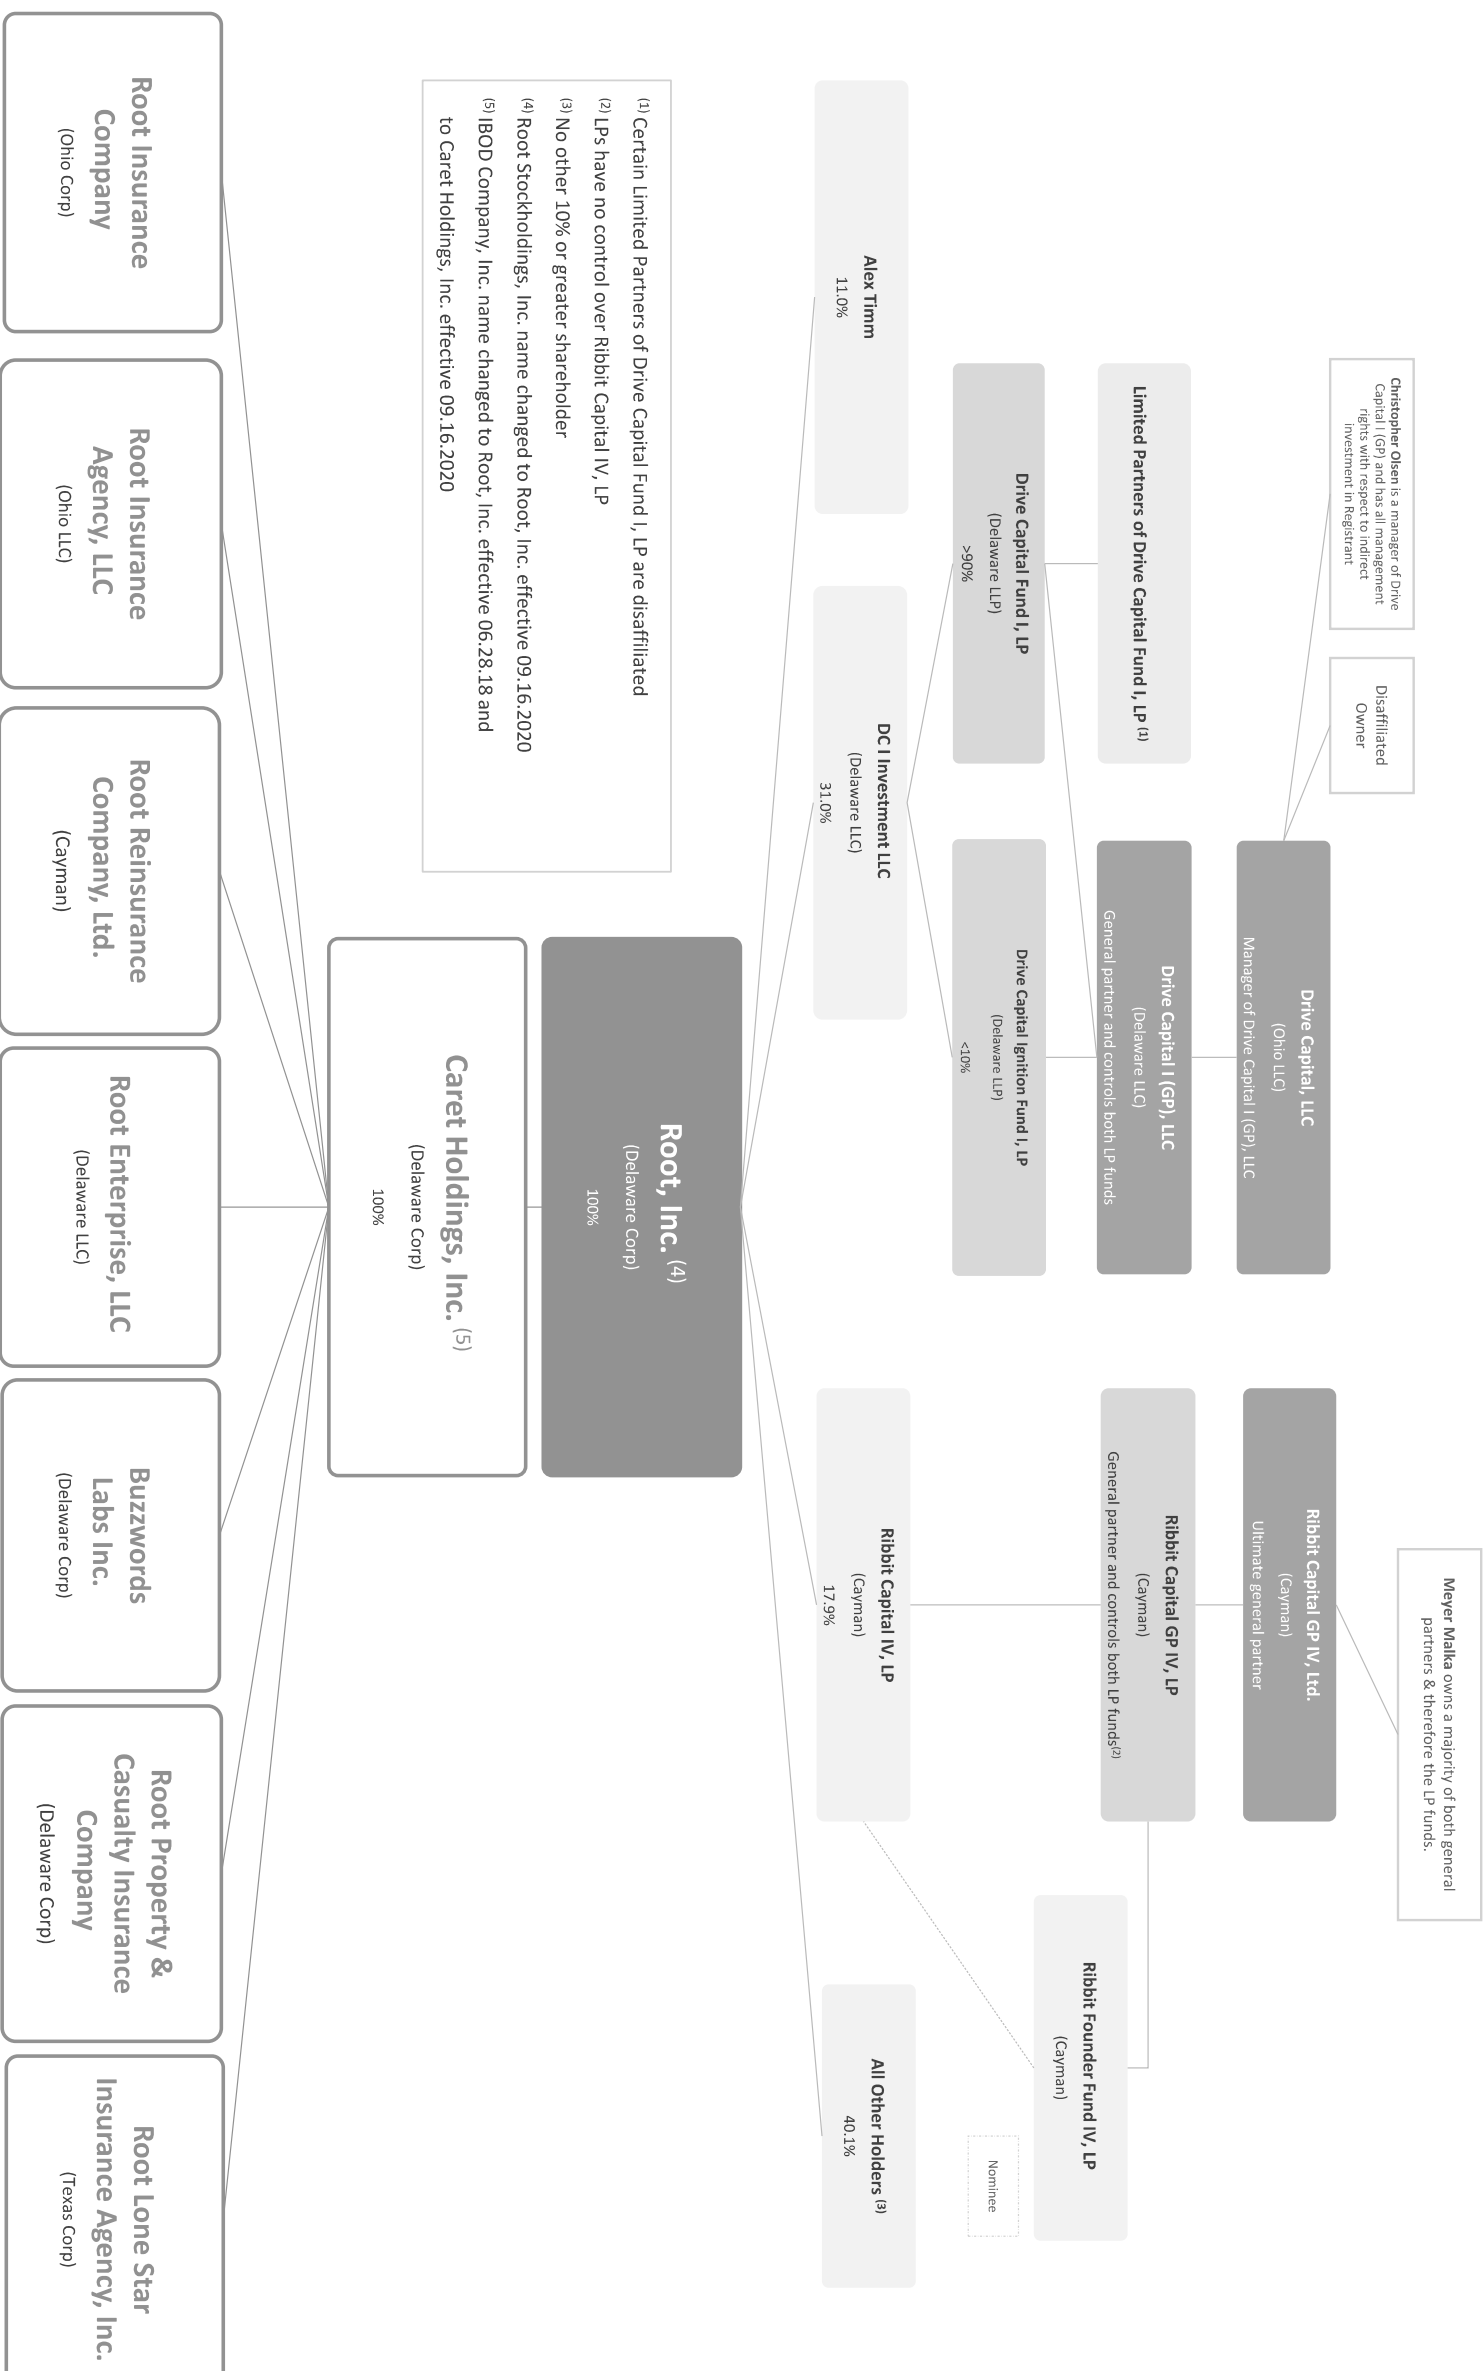 Christopher Olsen is a manager of Drive
Capital I (GP) and has all management
rights with respect to indirect
investment in Registrant
Disaffiliated
Owner
Meyer Malka owns a majority of both general
partners & therefore the LP funds.
Drive Capital, LLC
(Ohio LLC)
Manager of Drive Capital I (GP), LLC
Ribbit Capital GP IV, Ltd.
(Cayman)
Ultimate general partner
Limited Partners of Drive Capital Fund I, LP (1)
Drive Capital I (GP), LLC
(Delaware LLC)
General partner and controls both LP funds
Ribbit Capital GP IV, LP
(Cayman)
General partner and controls both LP funds(2)
Drive Capital Fund I, LP
(Delaware LLP)
>90%
Drive Capital Ignition Fund I, LP
(Delaware LLP)
<10%
Ribbit Founder Fund IV, LP
(Cayman)
Nominee
Alex Timm
11.0%
DC I Investment LLC
(Delaware LLC)
31.0%
Ribbit Capital IV, LP
(Cayman)
17.9%
All Other Holders (3)
40.1%
(1) Certain Limited Partners of Drive Capital Fund I, LP are disaffiliated
(2) LPs have no control over Ribbit Capital IV, LP
(3) No other 10% or greater shareholder
(4) Root Stockholdings, Inc. name changed to Root, Inc. effective 09.16.2020
(5) IBOD Company, Inc. name changed to Root, Inc. effective 06.28.18 and
to Caret Holdings, Inc. effective 09.16.2020
Root, Inc. (4)
(Delaware Corp)
100%
Caret Holdings, Inc. (5)
(Delaware Corp)
100%
Root Insurance
Company
(Ohio Corp)
Root Insurance
Agency, LLC
(Ohio LLC)
Root Reinsurance
Company, Ltd.
(Cayman)
Root Enterprise, LLC
(Delaware LLC)
Buzzwords
Labs Inc.
(Delaware Corp)
Root Property &
Casualty Insurance
Company
(Delaware Corp)
Root Lone Star
Insurance Agency, Inc.
(Texas Corp)